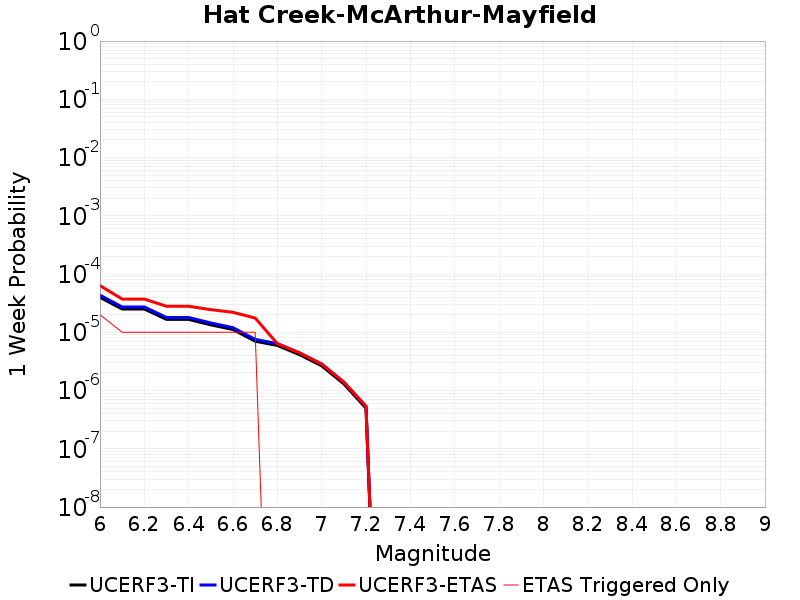 Hat Creek-McArthur-Mayfield
1 Week Probability
10^0
10^-1
10^-2
10^-3
10^-4
10^-5
10^-6
10^-7
10^-8
6 6.2 6.4 6.6 6.8 7 7.2 7.4 7.6 7.8 8 8.2 8.4 8.6 8.8 9
Magnitude
UCERF3-TI UCERF3-TD UCERF3-ETAS ETAS Triggered Only